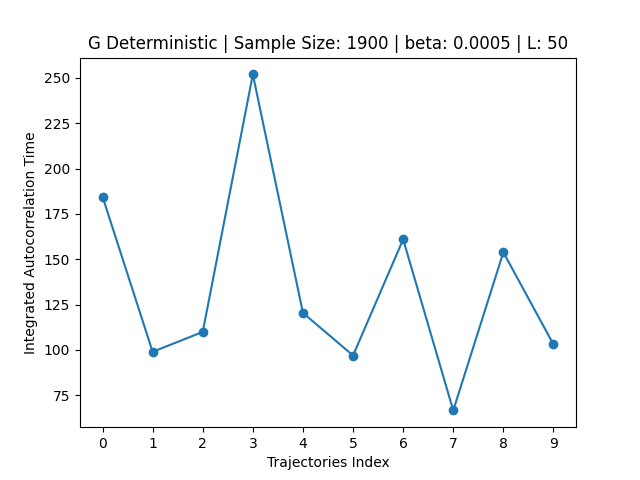 G Deterministic | Sample Size: 1900 | beta: 0.0005 | L: 50
Integrated Autocorrelation Time
250
225
200
175
150
125
100
75
0 1 2 3 4 5 6 7 8 9
Trajectories Index